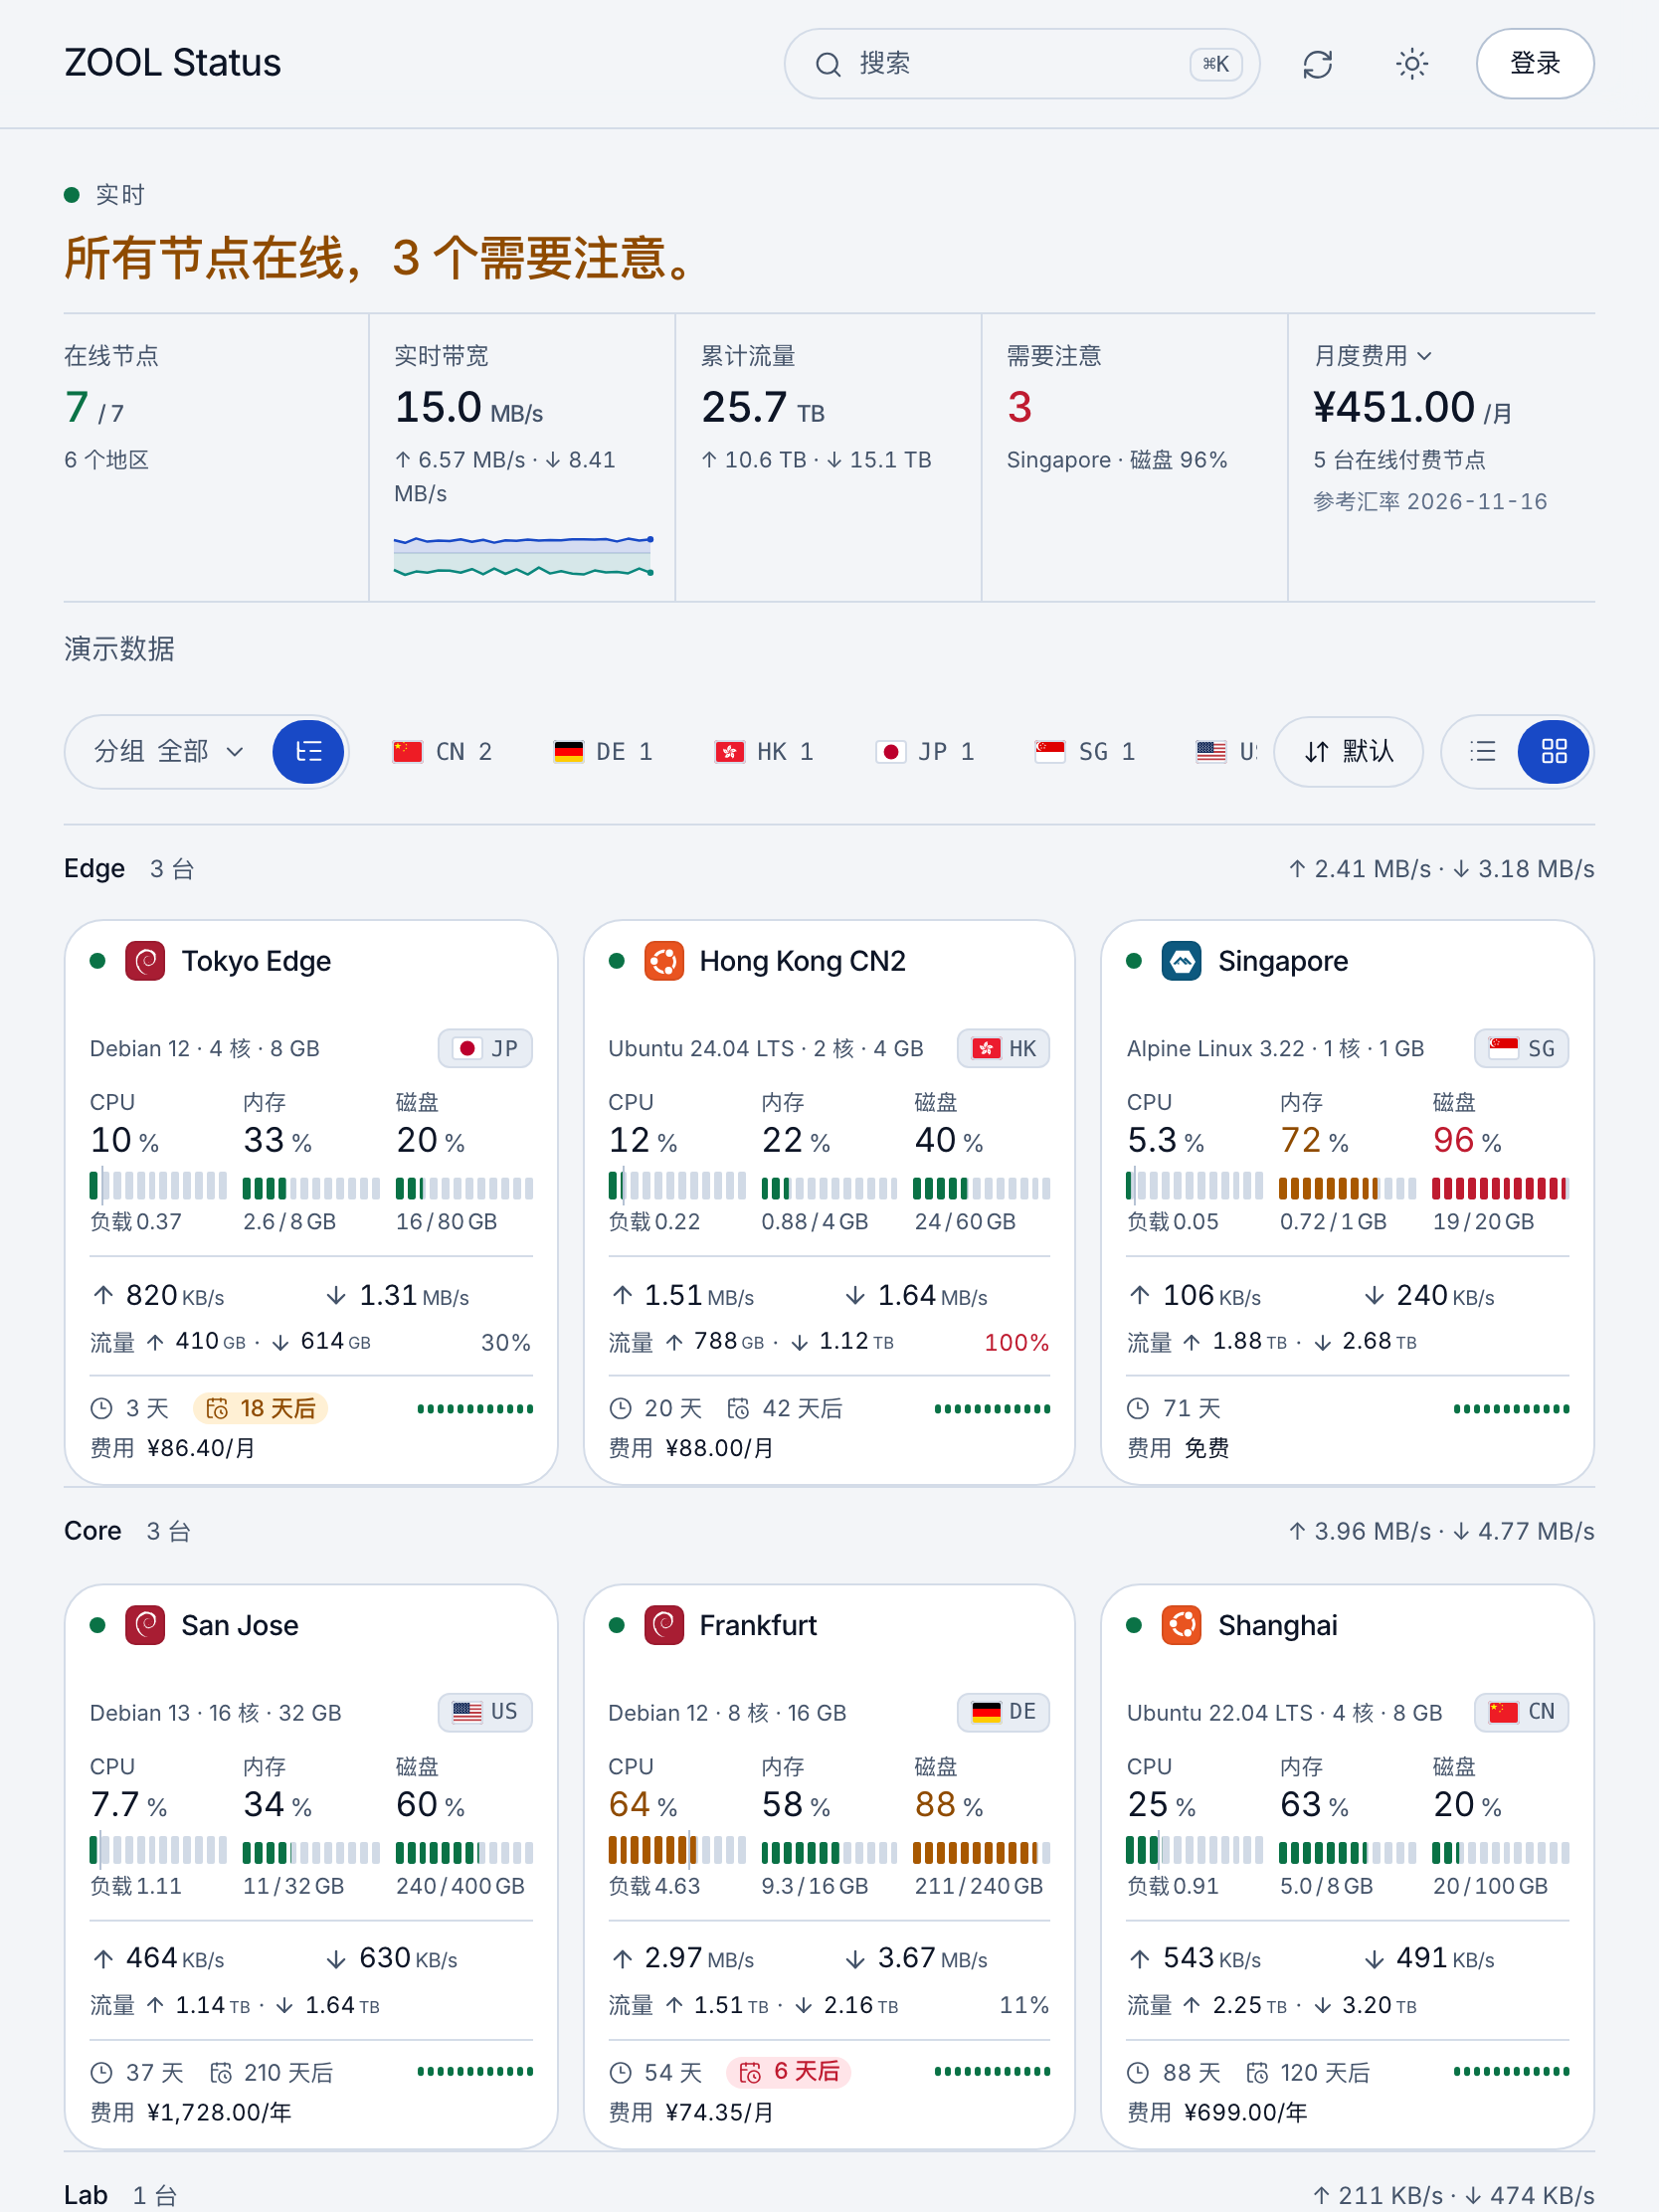 ZOOL Status
搜索 ⌘K 登录
实时
所有节点在线，3 个需要注意。
在线节点
7 / 7
6 个地区
实时带宽
15.0 MB/s
↑ 6.57 MB/s · ↓ 8.41
MB/s
累计流量
25.7 TB
↑ 10.6 TB · ↓ 15.1 TB
需要注意
3
Singapore · 磁盘 96%
月度费用
¥451.00 /月
5 台在线付费节点
参考汇率 2026-11-16
演示数据
分组 全部 CN 2 DE 1 HK 1 JP 1 SG 1 默认
Edge 3 台 ↑ 2.41 MB/s · ↓ 3.18 MB/s
Tokyo Edge
Debian 12 · 4 核 · 8 GB JP
CPU 内存 磁盘
10 % 33 % 20 %
负载 0.37 2.6 / 8 GB 16 / 80 GB
↑ 820 KB/s ↓ 1.31 MB/s
流量 ↑ 410 GB · ↓ 614 GB 30%
3 天 18 天后
费用 ¥86.40/月
Hong Kong CN2
Ubuntu 24.04 LTS · 2 核 · 4 GB HK
CPU 内存 磁盘
12 % 22 % 40 %
负载 0.22 0.88 / 4 GB 24 / 60 GB
↑ 1.51 MB/s ↓ 1.64 MB/s
流量 ↑ 788 GB · ↓ 1.12 TB 100%
20 天 42 天后
费用 ¥88.00/月
Singapore
Alpine Linux 3.22 · 1 核 · 1 GB SG
CPU 内存 磁盘
5.3 % 72 % 96 %
负载 0.05 0.72 / 1 GB 19 / 20 GB
↑ 106 KB/s ↓ 240 KB/s
流量 ↑ 1.88 TB · ↓ 2.68 TB
71 天
费用 免费
Core 3 台 ↑ 3.96 MB/s · ↓ 4.77 MB/s
San Jose
Debian 13 · 16 核 · 32 GB US
CPU 内存 磁盘
7.7 % 34 % 60 %
负载 1.11 11 / 32 GB 240 / 400 GB
↑ 464 KB/s ↓ 630 KB/s
流量 ↑ 1.14 TB · ↓ 1.64 TB
37 天 210 天后
费用 ¥1,728.00/年
Frankfurt
Debian 12 · 8 核 · 16 GB DE
CPU 内存 磁盘
64 % 58 % 88 %
负载 4.63 9.3 / 16 GB 211 / 240 GB
↑ 2.97 MB/s ↓ 3.67 MB/s
流量 ↑ 1.51 TB · ↓ 2.16 TB 11%
54 天 6 天后
费用 ¥74.35/月
Shanghai
Ubuntu 22.04 LTS · 4 核 · 8 GB CN
CPU 内存 磁盘
25 % 63 % 20 %
负载 0.91 5.0 / 8 GB 20 / 100 GB
↑ 543 KB/s ↓ 491 KB/s
流量 ↑ 2.25 TB · ↓ 3.20 TB
88 天 120 天后
费用 ¥699.00/年
Lab 1 台 ↑ 211 KB/s · ↓ 474 KB/s